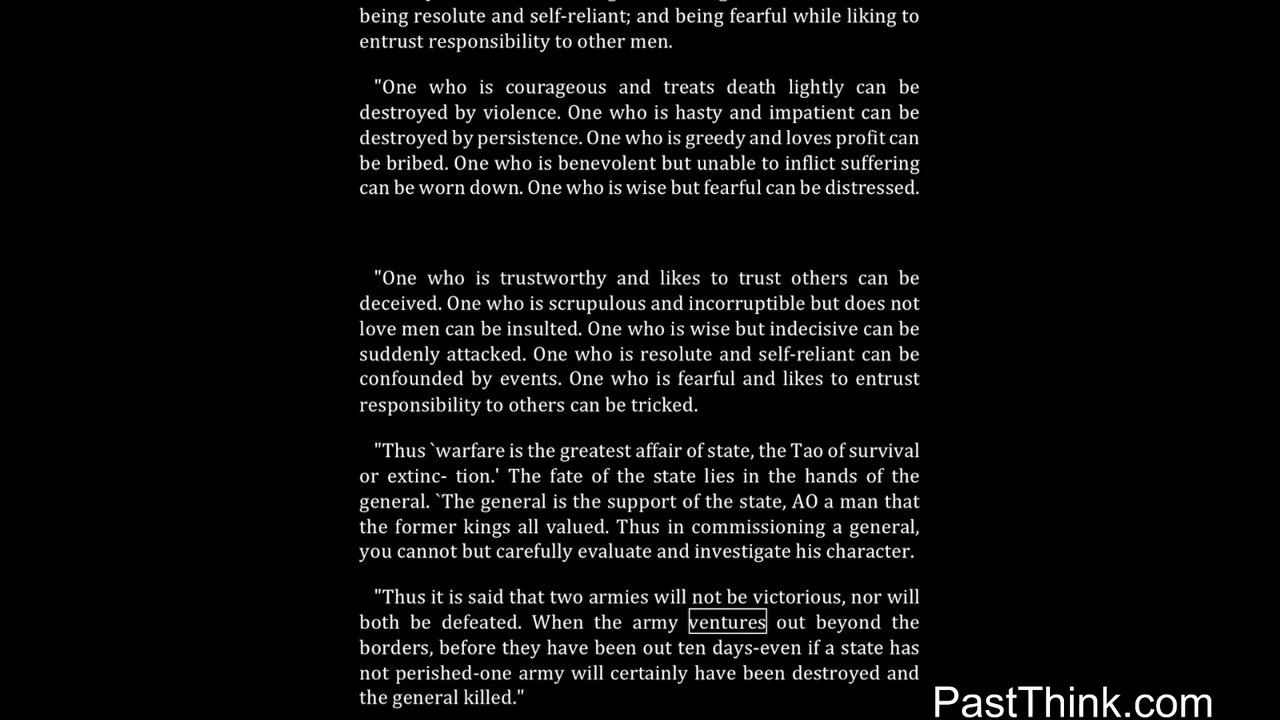 being resolute and self-reliant; and being fearful while liking to
entrust responsibility to other men.
"One who is courageous and treats death lightly can be
destroyed by violence. One who is hasty and impatient can be
destroyed by persistence. One who is greedy and loves profit can
be bribed. One who is benevolent but unable to inflict suffering
can be worn down. One who is wise but fearful can be distressed.
"One who is trustworthy and likes to trust others can be
deceived. One who is scrupulous and incorruptible but does not
love men can be insulted. One who is wise but indecisive can be
suddenly attacked. One who is resolute and self-reliant can be
confounded by events. One who is fearful and likes to entrust
responsibility to others can be tricked.
"Thus `warfare is the greatest affair of state, the Tao of survival
or extinc- tion.' The fate of the state lies in the hands of the
general. `The general is the support of the state, AO a man that
the former kings all valued. Thus in commissioning a general,
you cannot but carefully evaluate and investigate his character.
"Thus it is said that two armies will not be victorious, nor will
both be defeated. When the army ventures out beyond the
borders, before they have been out ten days-even if a state has
not perished-one army will certainly have been destroyed and
the general killed."
PastThink.com